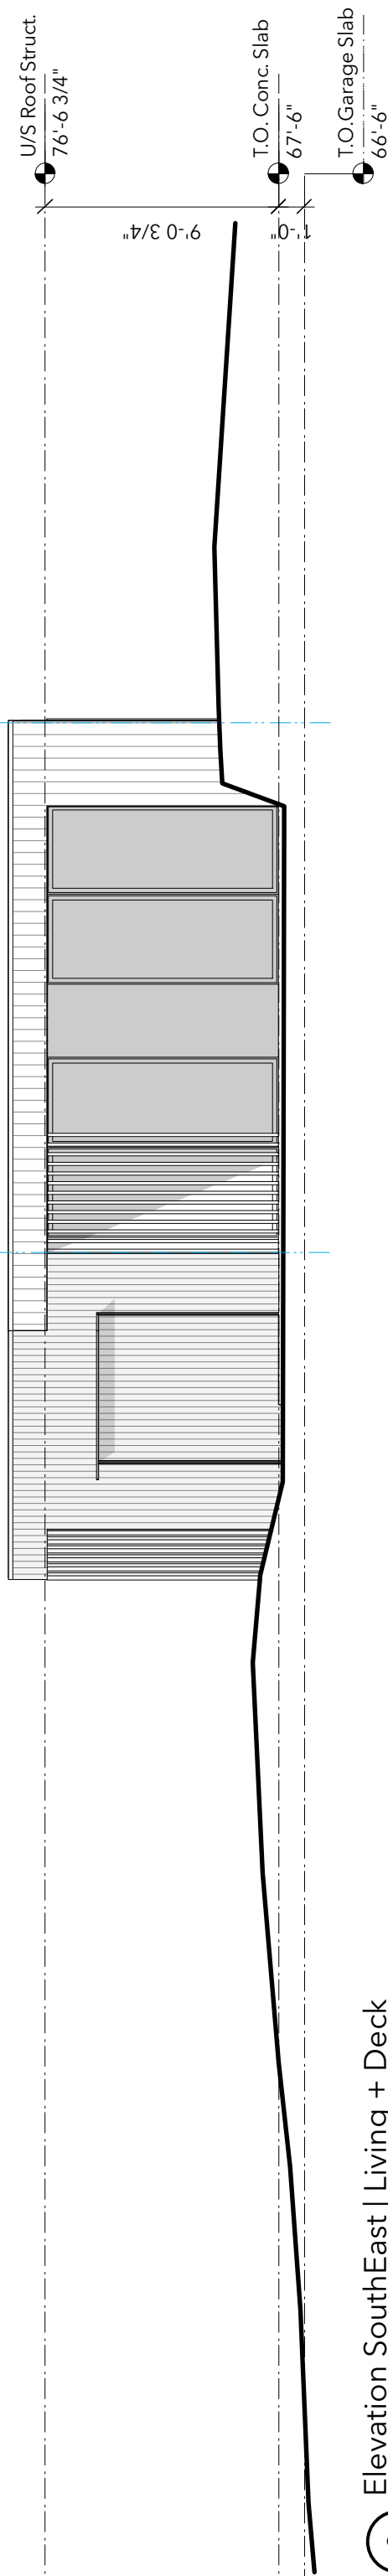 U/S Roof Struct.
76'-6 3/4"
T.O. Conc. Slab
67'-6"
T.O.Garage Slab
66'-6"
9'-0 3/4"
1'-0"
Elevation SouthEast | Living + Deck